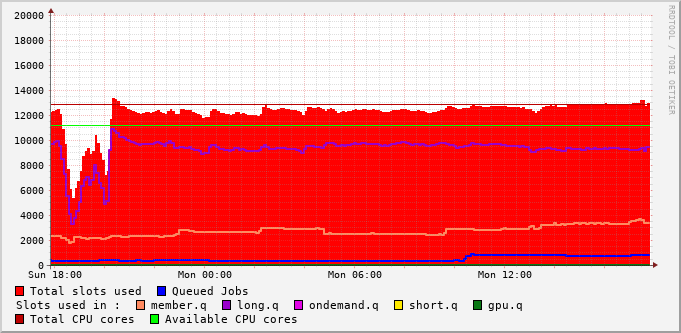 20000
18000
16000
14000
12000
10000
8000
6000
4000
2000
0
Sun 18:00 Mon 00:00 Mon 06:00 Mon 12:00
Total slots used Queued Jobs
Slots used in : member.q long.q ondemand.q short.q gpu.q
Total CPU cores Available CPU cores
RRDTOOL / TOBI OETIKER